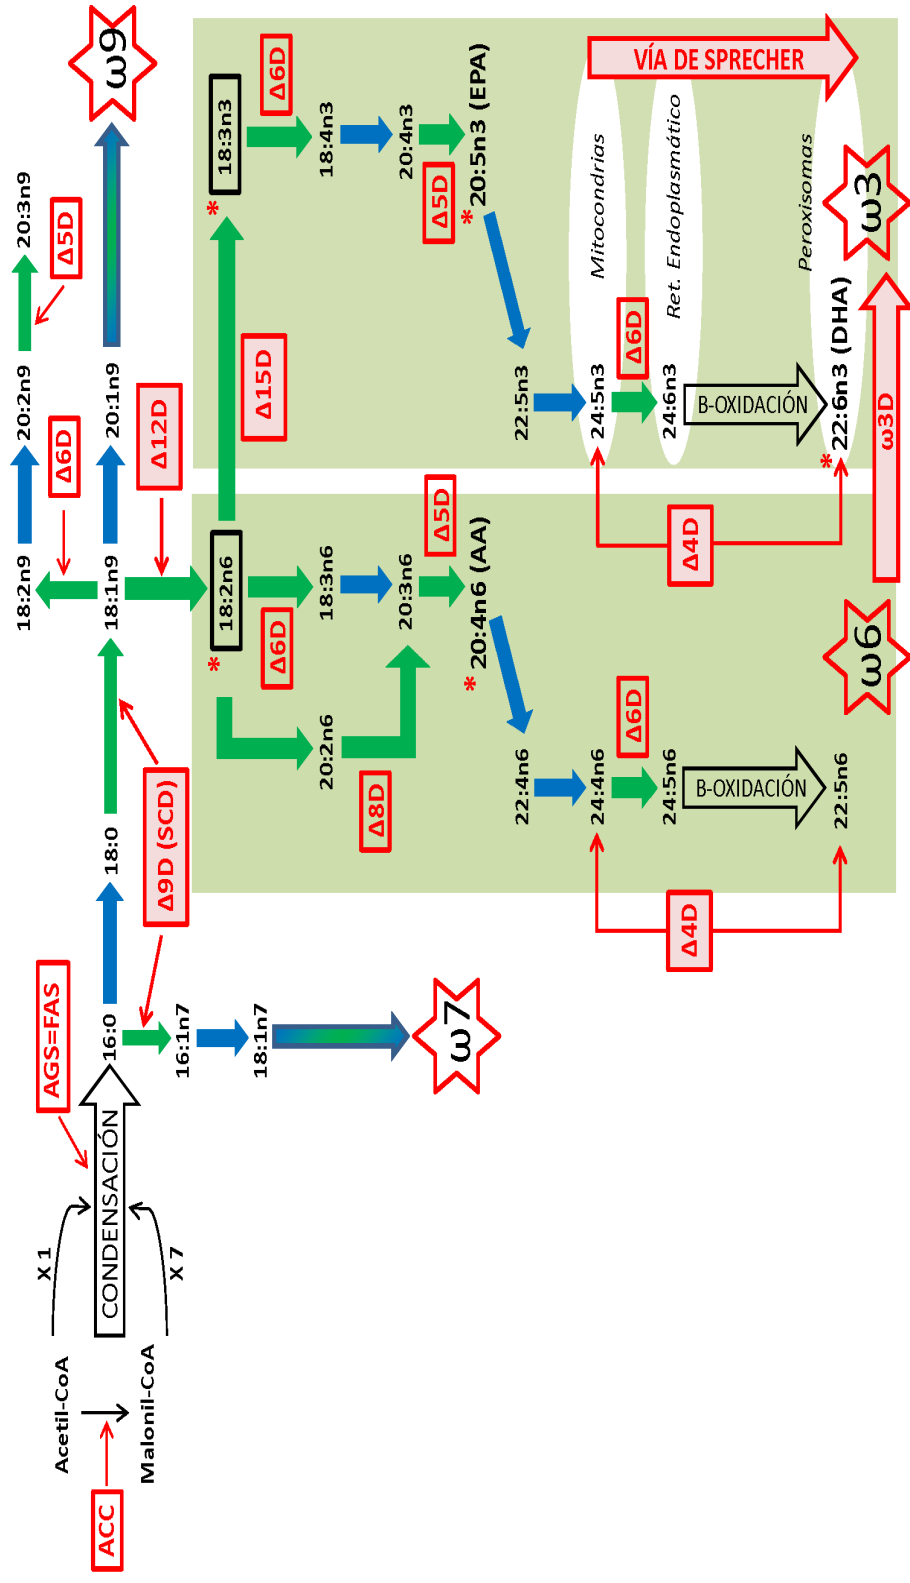 ACC
Acetil-CoA
Malonil-CoA
X 1
X 7
CONDENSACIÓN
AGS=FAS
16:0
18:0
Δ9D (SCD)
16:1n7
18:1n7
ω7
18:2n9
20:2n9
20:3n9
Δ6D
Δ5D
18:1n9
20:1n9
ω9
Δ12D
*
18:2n6
Δ15D
*
18:3n3
Δ6D
Δ6D
20:2n6
18:3n6
18:4n3
Δ8D
20:3n6
20:4n3
Δ5D
Δ5D
* 20:4n6 (AA)
* 20:5n3 (EPA)
22:4n6
22:5n3
24:4n6
24:5n3
Mitocondrias
Δ6D
Δ6D
24:5n6
24:6n3
Ret. Endoplasmático
Δ4D
Δ4D
B-OXIDACIÓN
B-OXIDACIÓN
VÍA DE SPRECHER
Peroxisomas
22:5n6
* 22:6n3 (DHA)
ω6
ω3D
ω3